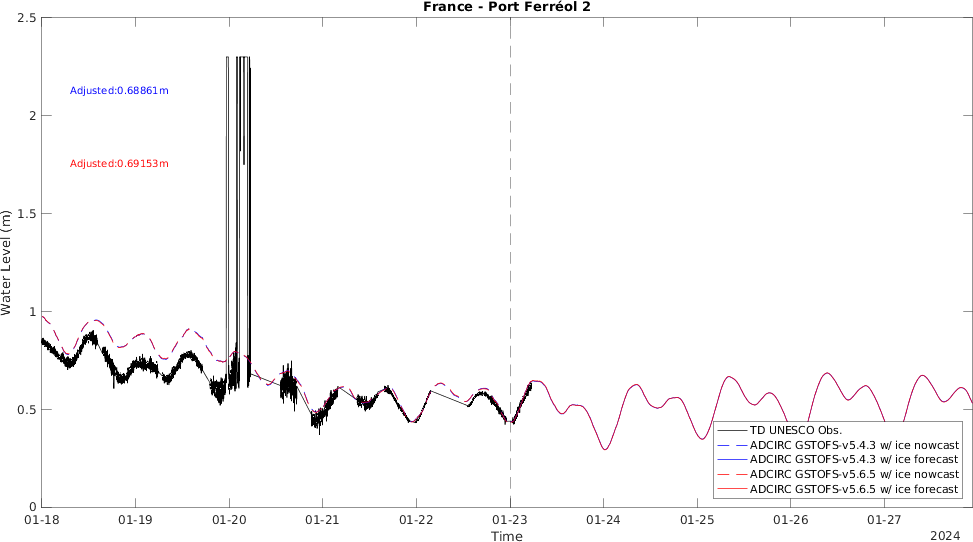 France - Port Ferréol 2
2.5
2
1.5
1
0.5
0
Water Level (m)
Adjusted:0.68861m
Adjusted:0.69153m
TD UNESCO Obs.
ADCIRC GSTOFS-v5.4.3 w/ ice nowcast
ADCIRC GSTOFS-v5.4.3 w/ ice forecast
ADCIRC GSTOFS-v5.6.5 w/ ice nowcast
ADCIRC GSTOFS-v5.6.5 w/ ice forecast
01-18 01-19 01-20 01-21 01-22 01-23 01-24 01-25 01-26 01-27
Time
2024